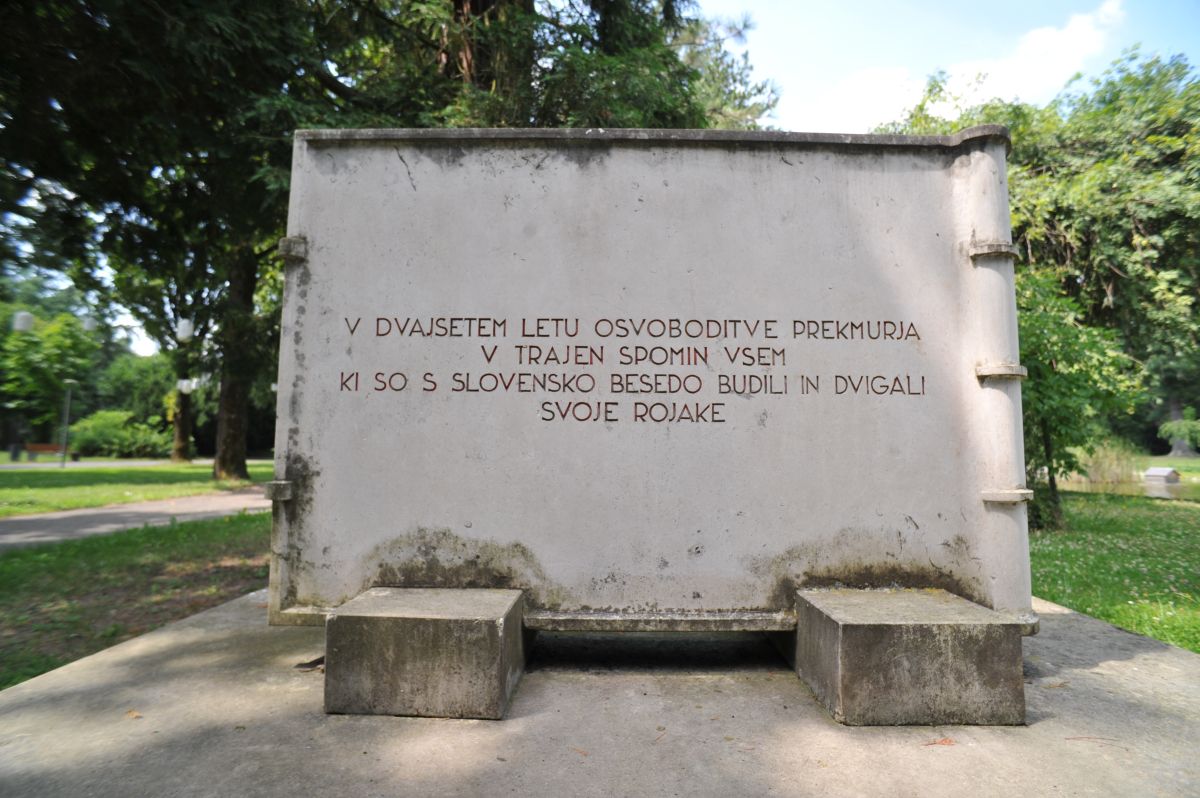 V DVAJSETEM LETU OSVOBODITVE PREKMURJA
V TRAJEN SPOMIN VSEM
KI SO S SLOVENSKO BESEDO BUDILI IN DVIGALI
SVOJE ROJAKE